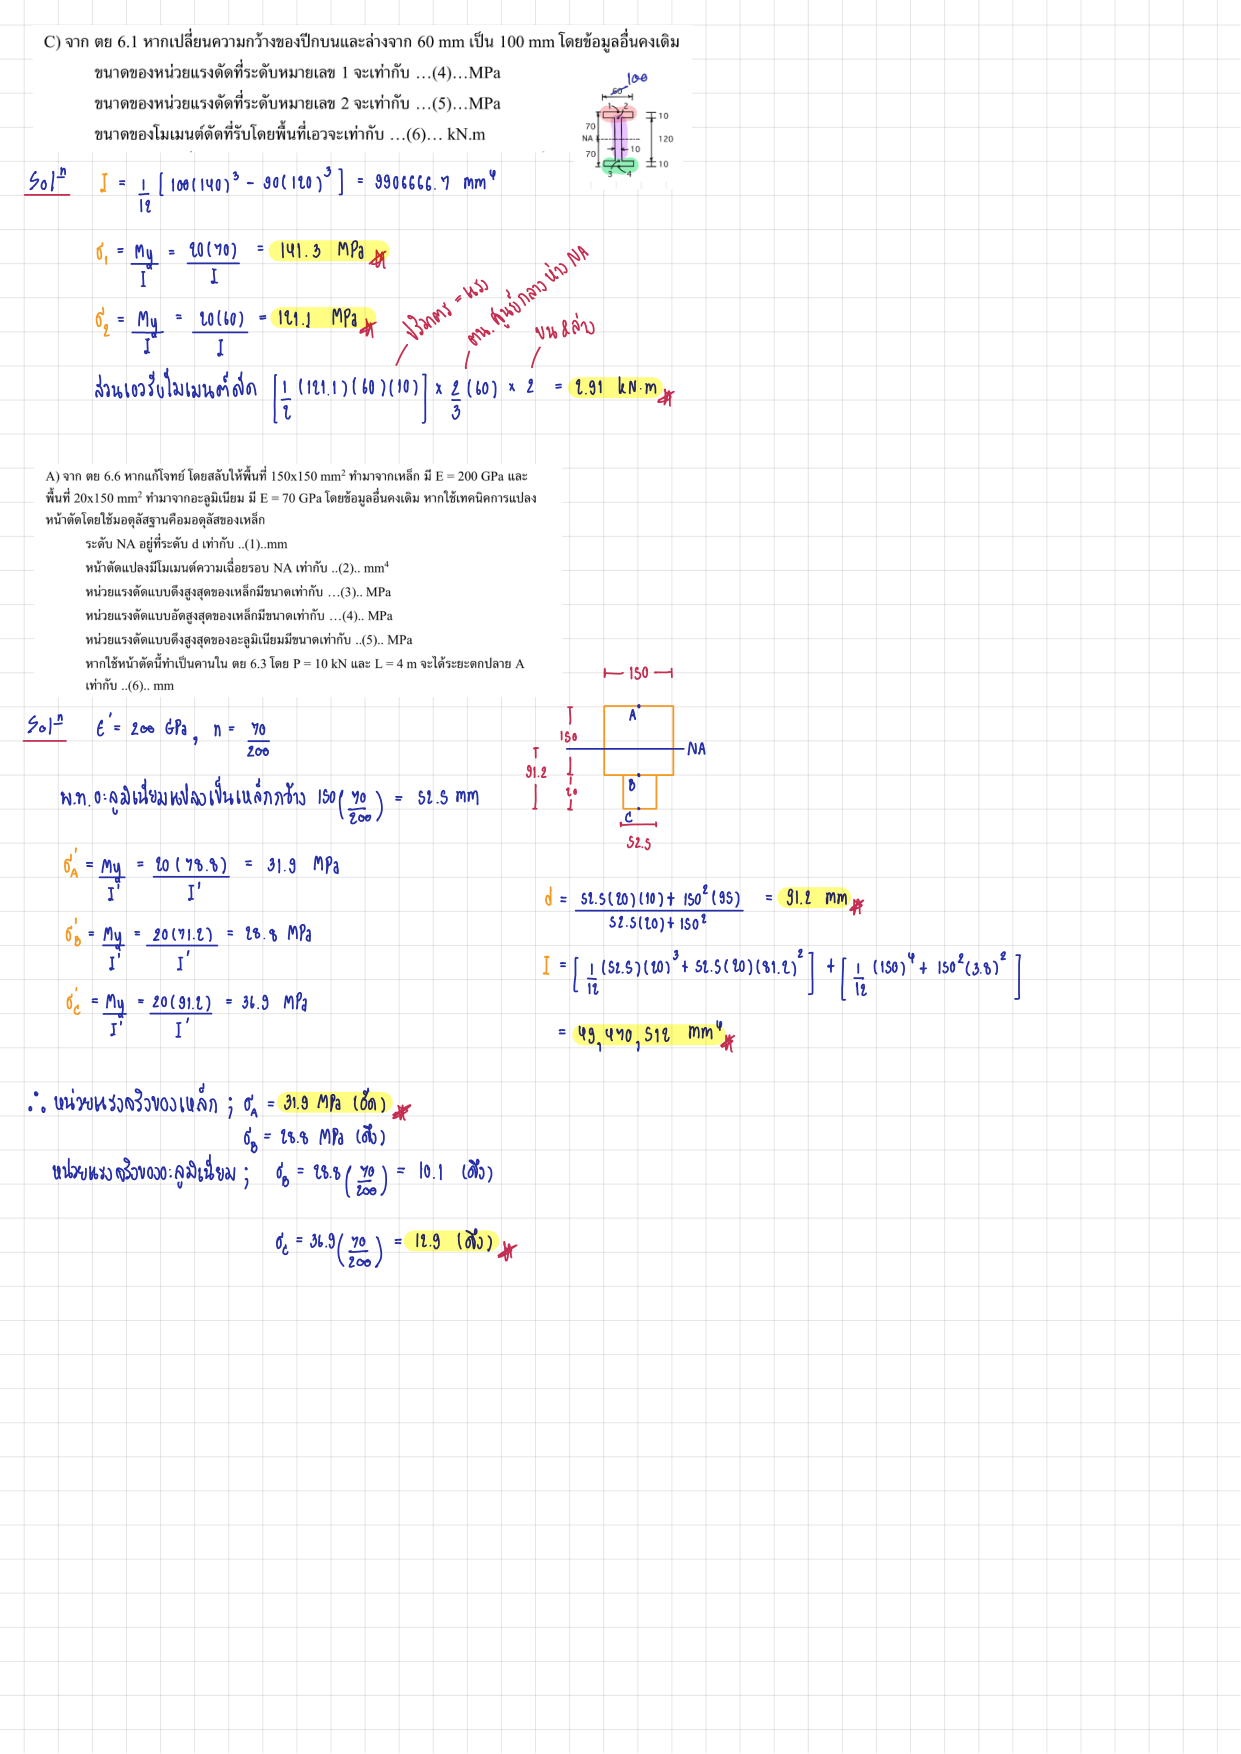 C) จาก ตย 6.1 หากเปลี่ยนความกว้างของปีกบนและล่างจาก 60 mm เป็น 100 mm โดยข้อมูลอื่นคงเดิม
ขนาดของหน่วยแรงดัดที่ระดับหมายเลข 1 จะเท่ากับ …(4)…MPa
ขนาดของหน่วยแรงดัดที่ระดับหมายเลข 2 จะเท่ากับ …(5)…MPa
ขนาดของโมเมนต์ดัดที่รับโดยพื้นที่เอวจะเท่ากับ …(6)… kN.m
100
60
1 2
10
70
NA
10
120
70
10
3 4
Solⁿ I = 1/12 [100(140)³ - 90(120)³] = 9906666.7 mm⁴
σ₁ = My/I = 20(70)/I = 141.3 MPa
σ₂ = My/I = 20(60)/I = 121.1 MPa
ปริมาตร = แรง
ตน. ศูนย์กลาง ห่าง NA
บน & ล่าง
ส่วนเอวรับโมเมนต์ดัด [1/2 (121.1)(60)(10)] × 2/3 (60) × 2 = 2.91 kN.m
A) จาก ตย 6.6 หากแก้โจทย์ โดยสลับให้พื้นที่ 150x150 mm² ทำมาจากเหล็ก มี E = 200 GPa และ
พื้นที่ 20x150 mm² ทำมาจากอะลูมิเนียม มี E = 70 GPa โดยข้อมูลอื่นคงเดิม หากใช้เทคนิคการแปลง
หน้าตัดโดยใช้มอดุลัสฐานคือมอดุลัสของเหล็ก
ระดับ NA อยู่ที่ระดับ d เท่ากับ ..(1)..mm
หน้าตัดแปลงมีโมเมนต์ความเฉื่อยรอบ NA เท่ากับ ..(2).. mm⁴
หน่วยแรงดัดแบบดึงสูงสุดของเหล็กมีขนาดเท่ากับ …(3).. MPa
หน่วยแรงดัดแบบอัดสูงสุดของเหล็กมีขนาดเท่ากับ …(4).. MPa
หน่วยแรงดัดแบบดึงสูงสุดของอะลูมิเนียมมีขนาดเท่ากับ ..(5).. MPa
หากใช้หน้าตัดนี้ทำเป็นคานใน ตย 6.3 โดย P = 10 kN และ L = 4 m จะได้ระยะตกปลาย A
เท่ากับ ..(6).. mm
150
A
150
NA
91.2
B
20
C
52.5
Solⁿ E' = 200 GPa, n = 70/200
พ.ท. อะลูมิเนียมแปลงเป็นเหล็กกว้าง 150(70/200) = 52.5 mm
σ'A = My/I' = 20(78.8)/I' = 31.9 MPa
d = (52.5(20)(10) + 150²(95))/(52.5(20) + 150²) = 91.2 mm
σ'B = My/I' = 20(71.2)/I' = 28.8 MPa
I = [1/12 (52.5)(20)³ + 52.5(20)(81.2)²] + [1/12 (150)⁴ + 150²(3.8)²]
σ'C = My/I' = 20(91.2)/I' = 36.9 MPa
= 49,470,512 mm⁴
∴ หน่วยแรงจริงของเหล็ก ; σA = 31.9 MPa (อัด)
σB = 28.8 MPa (ดึง)
หน่วยแรงจริงของอะลูมิเนียม ; σB = 28.8(70/200) = 10.1 (ดึง)
σC = 36.9(70/200) = 12.9 (ดึง)